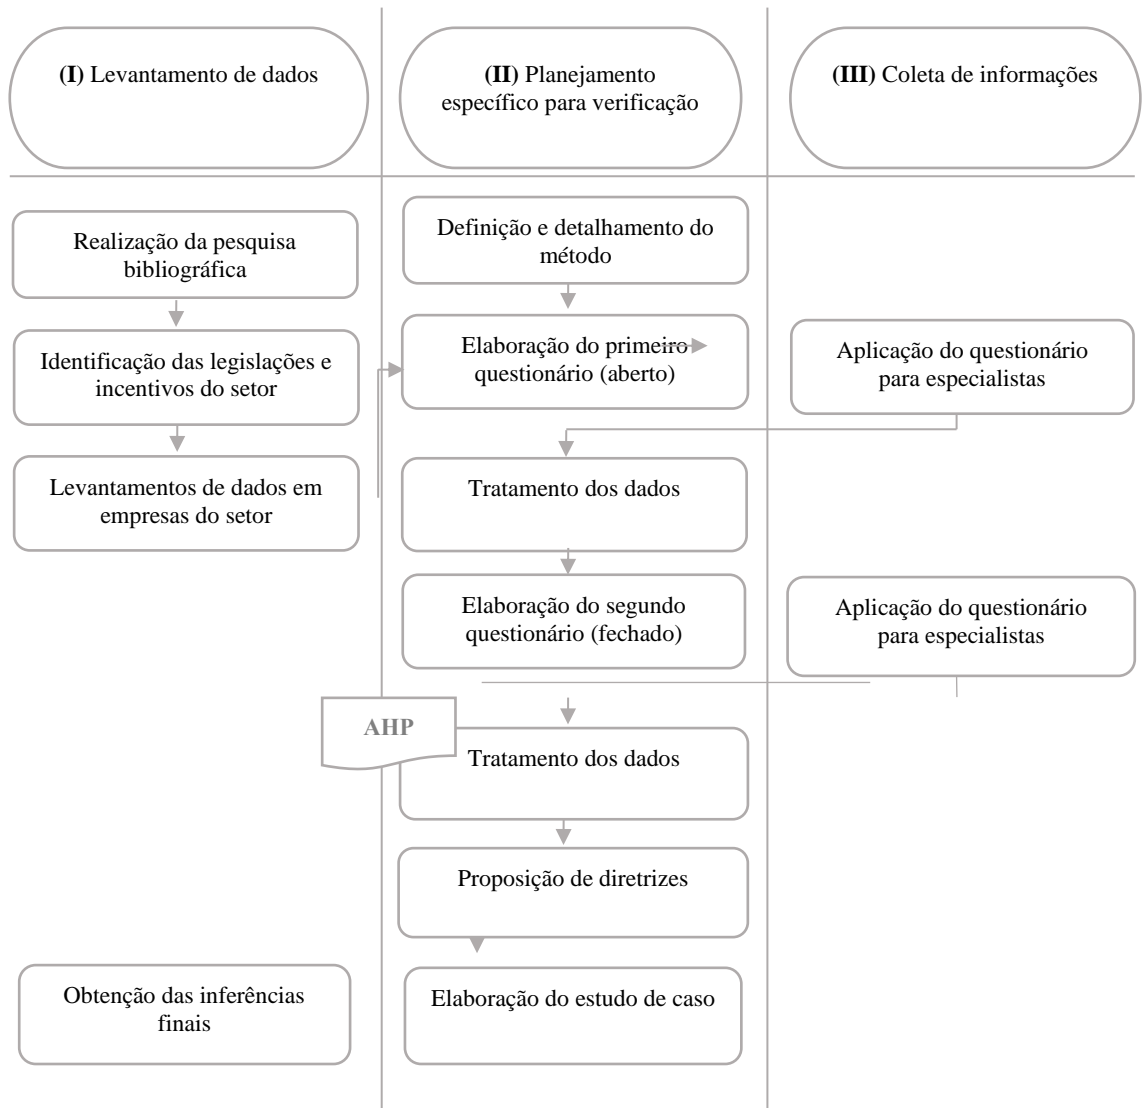 (I) Levantamento de dados
(II) Planejamento
específico para verificação
(III) Coleta de informações
Realização da pesquisa
bibliográfica
Identificação das legislações e
incentivos do setor
Levantamentos de dados em
empresas do setor
Definição e detalhamento do
método
Elaboração do primeiro
questionário (aberto)
Aplicação do questionário
para especialistas
Tratamento dos dados
Elaboração do segundo
questionário (fechado)
Aplicação do questionário
para especialistas
AHP
Tratamento dos dados
Proposição de diretrizes
Elaboração do estudo de caso
Obtenção das inferências
finais